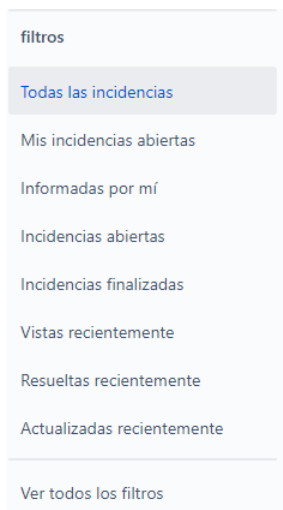 filtros
Todas las incidencias
Mis incidencias abiertas
Informadas por mí
Incidencias abiertas
Incidencias finalizadas
Vistas recientemente
Resueltas recientemente
Actualizadas recientemente
Ver todos los filtros